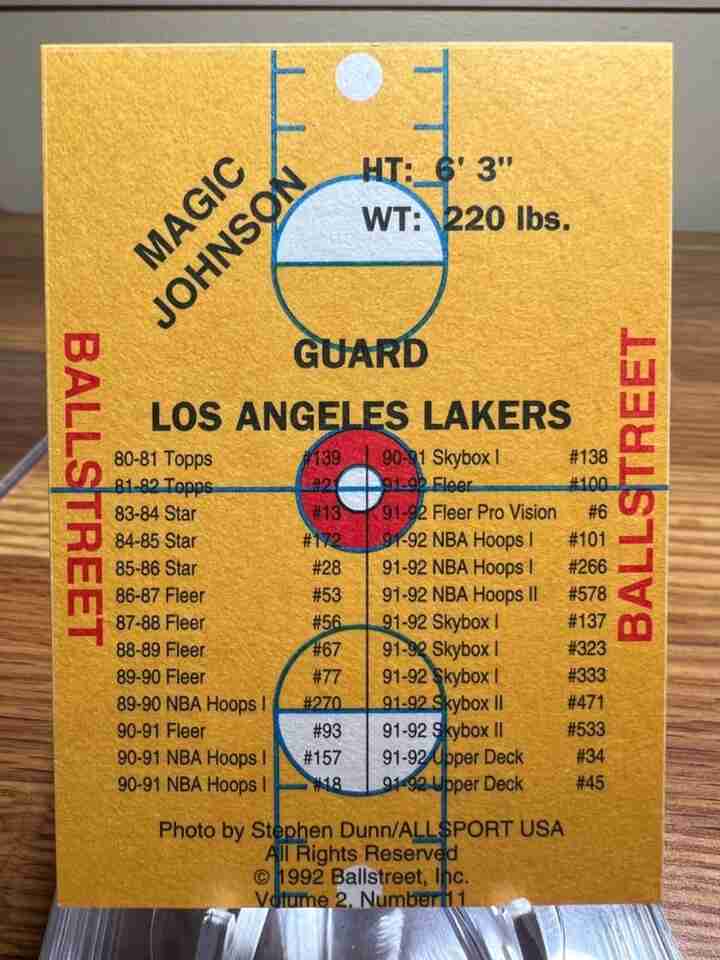 MAGIC
JOHNSON
HT: 6' 3"
WT: 220 lbs.
GUARD
LOS ANGELES LAKERS
BALLSTREET
BALLSTREET
80-81 Topps #139
81-82 Topps #21
83-84 Star #13
84-85 Star #172
85-86 Star #28
86-87 Fleer #53
87-88 Fleer #56
88-89 Fleer #67
89-90 Fleer #77
89-90 NBA Hoops I #270
90-91 Fleer #93
90-91 NBA Hoops I #157
90-91 NBA Hoops I #18
90-91 Skybox I #138
91-92 Fleer #100
91-92 Fleer Pro Vision #6
91-92 NBA Hoops I #101
91-92 NBA Hoops I #266
91-92 NBA Hoops II #578
91-92 Skybox I #137
91-92 Skybox I #323
91-92 Skybox I #333
91-92 Skybox II #471
91-92 Skybox II #533
91-92 Upper Deck #34
91-92 Upper Deck #45
Photo by Stephen Dunn/ALLSPORT USA
All Rights Reserved
© 1992 Ballstreet, Inc.
Volume 2, Number 11